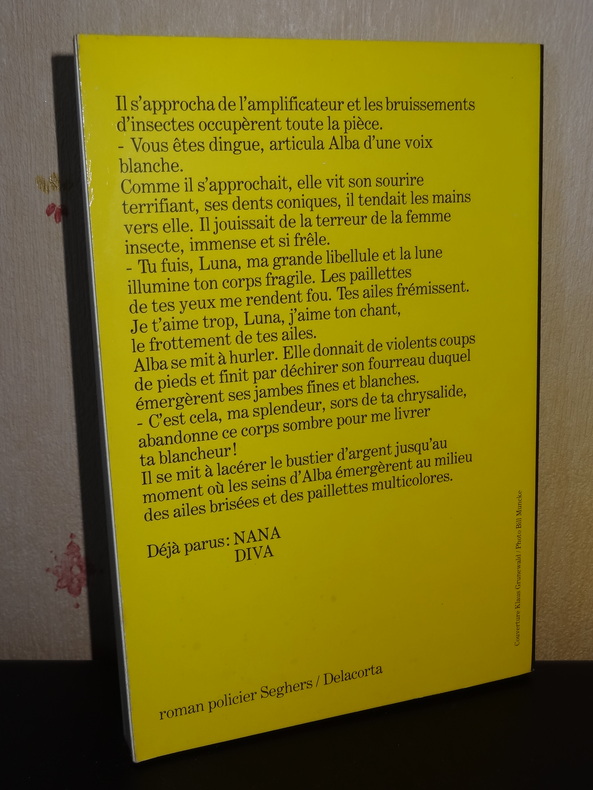 Il s'approcha de l'amplificateur et les bruissements
d'insectes occupèrent toute la pièce.
- Vous êtes dingue, articula Alba d'une voix
blanche.
Comme il s'approchait, elle vit son sourire
terrifiant, ses dents coniques, il tendait les mains
vers elle. Il jouissait de la terreur de la femme
insecte, immense et si frêle.
- Tu fuis, Luna, ma grande libellule et la lune
illumine ton corps fragile. Les paillettes
de tes yeux me rendent fou. Tes ailes frémissent.
Je t'aime trop, Luna, j'aime ton chant,
le frottement de tes ailes.
Alba se mit à hurler. Elle donnait de violents coups
de pieds et finit par déchirer son fourreau duquel
émergèrent ses jambes fines et blanches.
- C'est cela, ma splendeur, sors de ta chrysalide,
abandonne ce corps sombre pour me livrer
ta blancheur!
Il se mit à lacérer le bustier d'argent jusqu'au
moment où les seins d'Alba émergèrent au milieu
des ailes brisées et des paillettes multicolores.
Déjà parus: NANA
DIVA
roman policier Seghers / Delacorta
Couverture Klaus Grunewald / Photo Bill Muncke